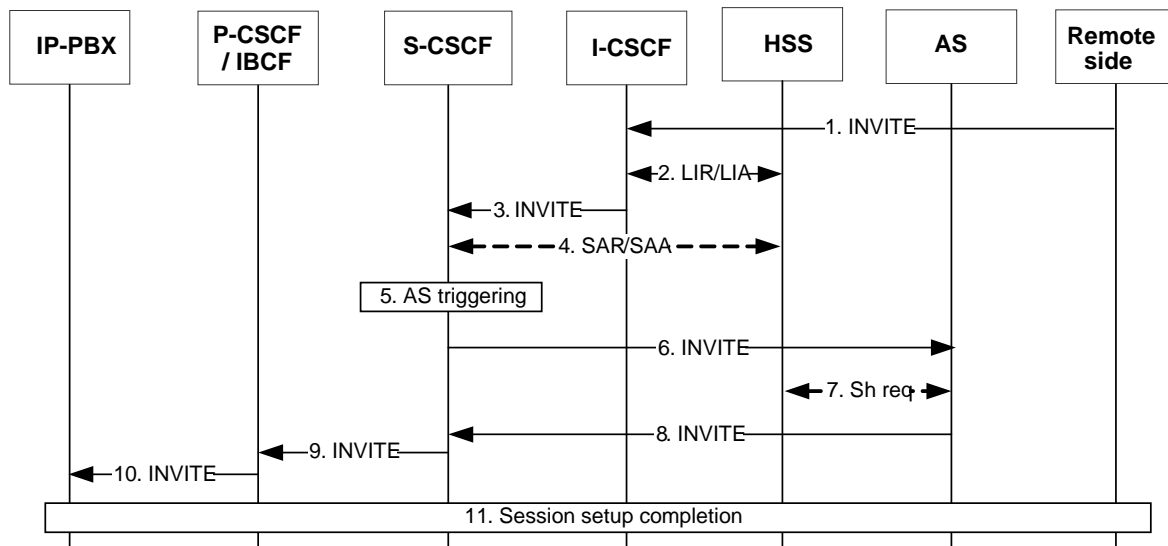 IP-PBX
P-CSCF
/ IBCF
S-CSCF
I-CSCF
HSS
AS
Remote
side
1. INVITE
2. LIR/LIA
3. INVITE
4. SAR/SAA
5. AS triggering
6. INVITE
7. Sh req
8. INVITE
9. INVITE
10. INVITE
11. Session setup completion